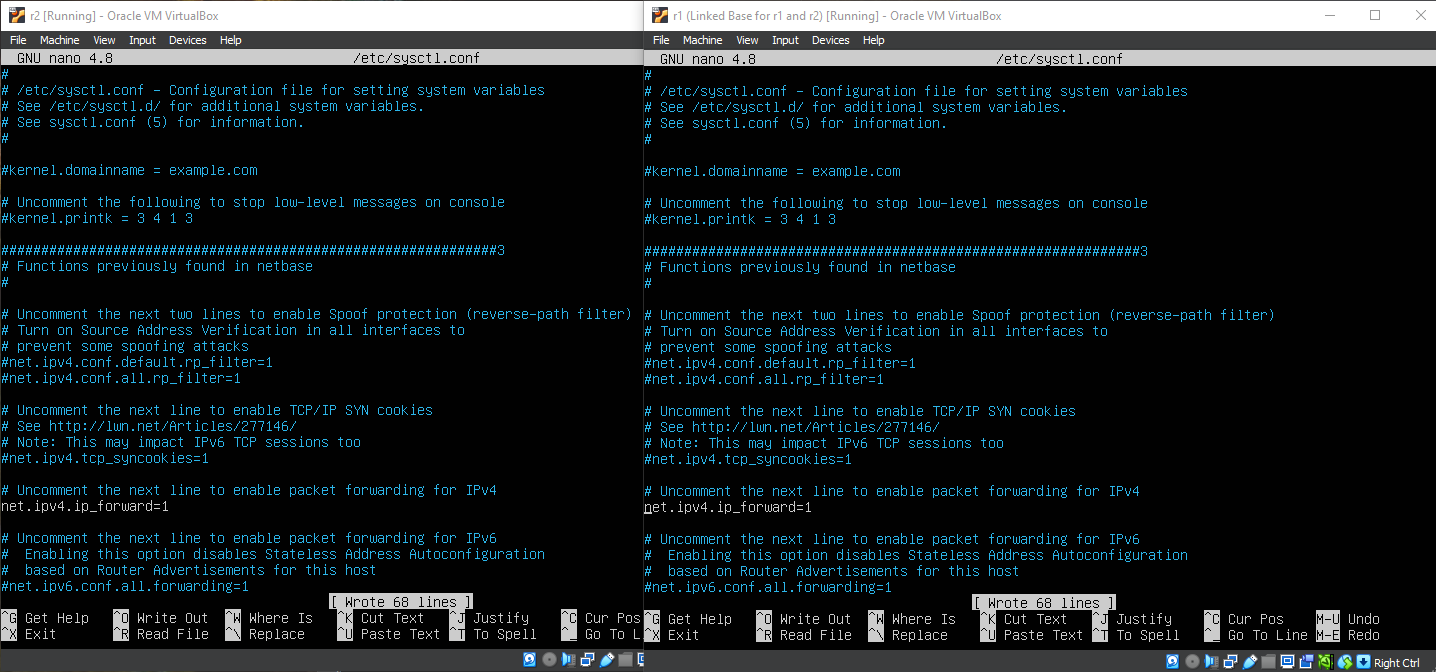 r2 [Running] - Oracle VM VirtualBox
File Machine View Input Devices Help
GNU nano 4.8 /etc/sysctl.conf
#
# /etc/sysctl.conf - Configuration file for setting system variables
# See /etc/sysctl.d/ for additional system variables.
# See sysctl.conf (5) for information.
#
#kernel.domainname = example.com
# Uncomment the following to stop low-level messages on console
#kernel.printk = 3 4 1 3
##############################################################3
# Functions previously found in netbase
#
# Uncomment the next two lines to enable Spoof protection (reverse-path filter)
# Turn on Source Address Verification in all interfaces to
# prevent some spoofing attacks
#net.ipv4.conf.default.rp_filter=1
#net.ipv4.conf.all.rp_filter=1
# Uncomment the next line to enable TCP/IP SYN cookies
# See http://lwn.net/Articles/277146/
# Note: This may impact IPv6 TCP sessions too
#net.ipv4.tcp_syncookies=1
# Uncomment the next line to enable packet forwarding for IPv4
net.ipv4.ip_forward=1
# Uncomment the next line to enable packet forwarding for IPv6
#  Enabling this option disables Stateless Address Autoconfiguration
#  based on Router Advertisements for this host
#net.ipv6.conf.all.forwarding=1
[ Wrote 68 lines ]
^G Get Help ^O Write Out ^W Where Is ^K Cut Text ^J Justify ^C Cur Pos
^X Exit ^R Read File ^\ Replace ^U Paste Text ^T To Spell ^_ Go To L
r1 (Linked Base for r1 and r2) [Running] - Oracle VM VirtualBox
File Machine View Input Devices Help
GNU nano 4.8 /etc/sysctl.conf
#
# /etc/sysctl.conf - Configuration file for setting system variables
# See /etc/sysctl.d/ for additional system variables.
# See sysctl.conf (5) for information.
#
#kernel.domainname = example.com
# Uncomment the following to stop low-level messages on console
#kernel.printk = 3 4 1 3
##############################################################3
# Functions previously found in netbase
#
# Uncomment the next two lines to enable Spoof protection (reverse-path filter)
# Turn on Source Address Verification in all interfaces to
# prevent some spoofing attacks
#net.ipv4.conf.default.rp_filter=1
#net.ipv4.conf.all.rp_filter=1
# Uncomment the next line to enable TCP/IP SYN cookies
# See http://lwn.net/Articles/277146/
# Note: This may impact IPv6 TCP sessions too
#net.ipv4.tcp_syncookies=1
# Uncomment the next line to enable packet forwarding for IPv4
net.ipv4.ip_forward=1
# Uncomment the next line to enable packet forwarding for IPv6
#  Enabling this option disables Stateless Address Autoconfiguration
#  based on Router Advertisements for this host
#net.ipv6.conf.all.forwarding=1
[ Wrote 68 lines ]
^G Get Help ^O Write Out ^W Where Is ^K Cut Text ^J Justify ^C Cur Pos M-U Undo
^X Exit ^R Read File ^\ Replace ^U Paste Text ^T To Spell ^_ Go To Line M-E Redo
Right Ctrl